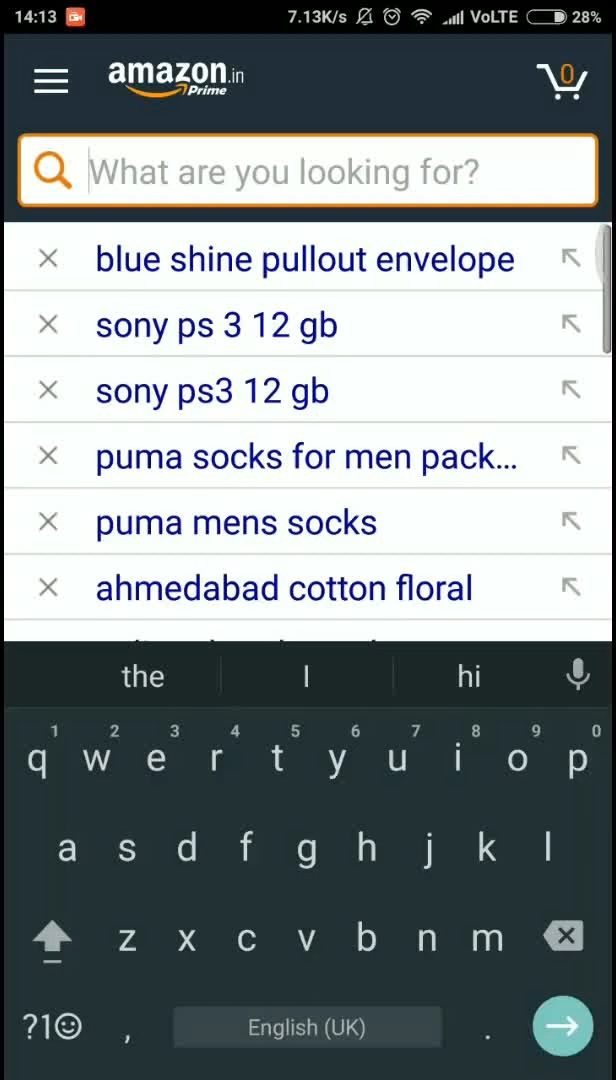 14:13 7.13K/s VoLTE 28%
amazon.in
Prime
0
What are you looking for?
blue shine pullout envelope
sony ps 3 12 gb
sony ps3 12 gb
puma socks for men pack...
puma mens socks
ahmedabad cotton floral
the I hi
1 2 3 4 5 6 7 8 9 0
q w e r t y u i o p
a s d f g h j k l
z x c v b n m
?1☺ , English (UK) .